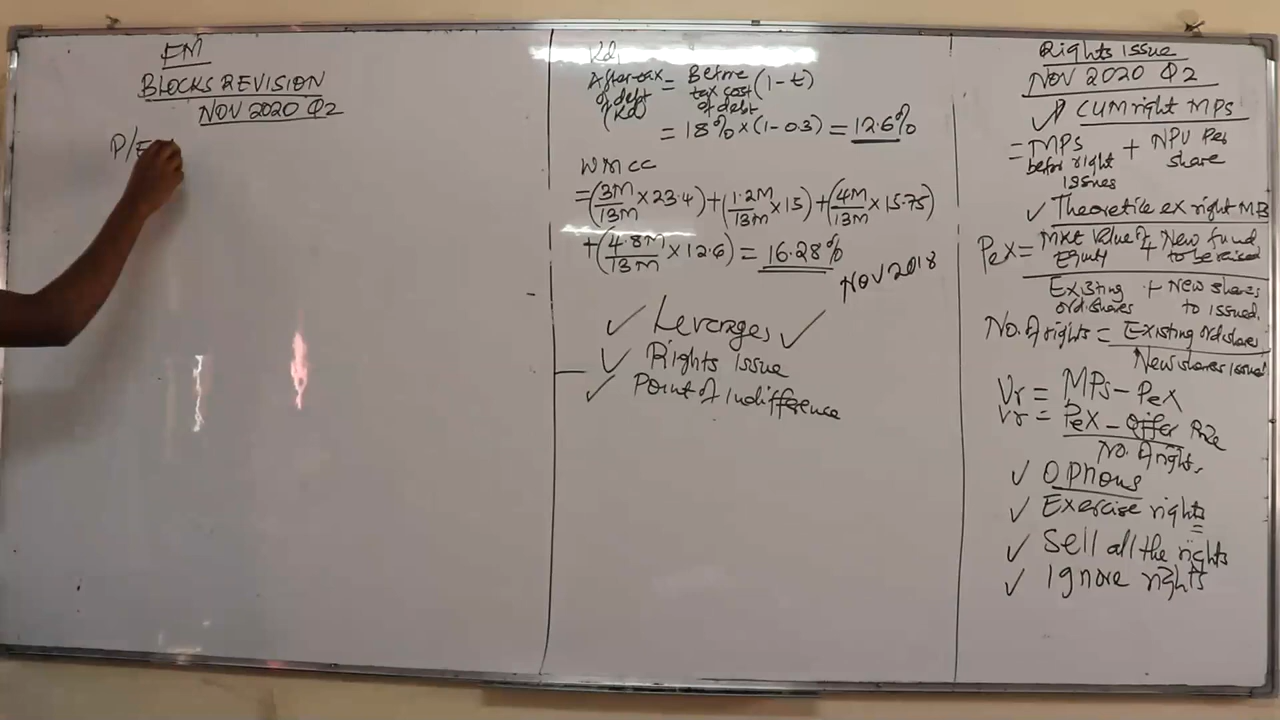 FM
BLOCKS REVISION
NOV 2020 Q2
P/E
Kd,
After tax of debt (Kd) = Before tax cost of debt (1-t)
= 18% × (1-0.3) = 12.6%
WMCC
= (3M/13M × 23.4) + (1.2M/13M × 15) + (4M/13M × 15.75)
+ (4.8M/13M × 12.6) = 16.28%
NOV 2018
✓ Leverages ✓
✓ Rights Issue
✓ Point of Indifference
Rights Issue
NOV 2020 Q2
✓ CUM right MPS
= MPS before right issues + NPV Per share
✓ Theoretile ex right MB
Pex = Mkt Value of Equity + New fund to be raised
Existing ord. shares + New shares to issued.
No. of rights = Existing ord shares
New shares issued
Vr = MPS - Pex
Vr = Pex - Offer Price
No. of rights,
✓ Options
✓ Exercise rights
✓ Sell all the rights
✓ Ignore rights